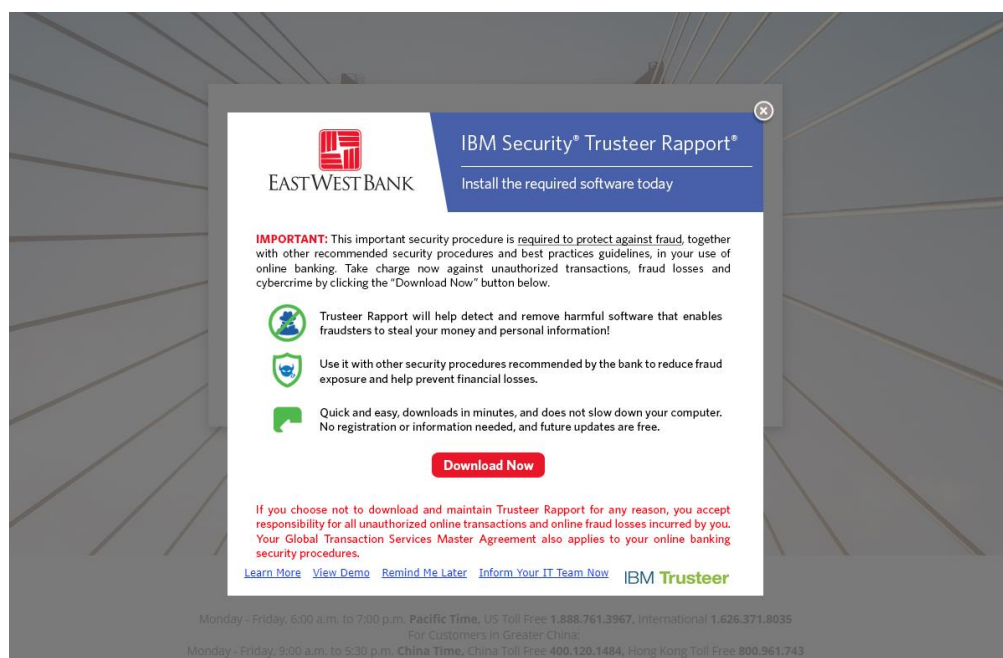 EAST WEST BANK
IBM Security® Trusteer Rapport®
Install the required software today
IMPORTANT: This important security procedure is required to protect against fraud, together
with other recommended security procedures and best practices guidelines, in your use of
online banking. Take charge now against unauthorized transactions, fraud losses and
cybercrime by clicking the “Download Now” button below.
Trusteer Rapport will help detect and remove harmful software that enables
fraudsters to steal your money and personal information!
Use it with other security procedures recommended by the bank to reduce fraud
exposure and help prevent financial losses.
Quick and easy, downloads in minutes, and does not slow down your computer.
No registration or information needed, and future updates are free.
Download Now
If you choose not to download and maintain Trusteer Rapport for any reason, you accept
responsibility for all unauthorized online transactions and online fraud losses incurred by you.
Your Global Transaction Services Master Agreement also applies to your online banking
security procedures.
Learn More View Demo Remind Me Later Inform Your IT Team Now IBM Trusteer
Monday - Friday, 6:00 a.m. to 7:00 p.m. Pacific Time, US Toll Free 1.888.761.3967, International 1.626.371.8035
For Customers in Greater China:
Monday - Friday, 9:00 a.m. to 5:30 p.m. China Time, China Toll Free 400.120.1484, Hong Kong Toll Free 800.961.743